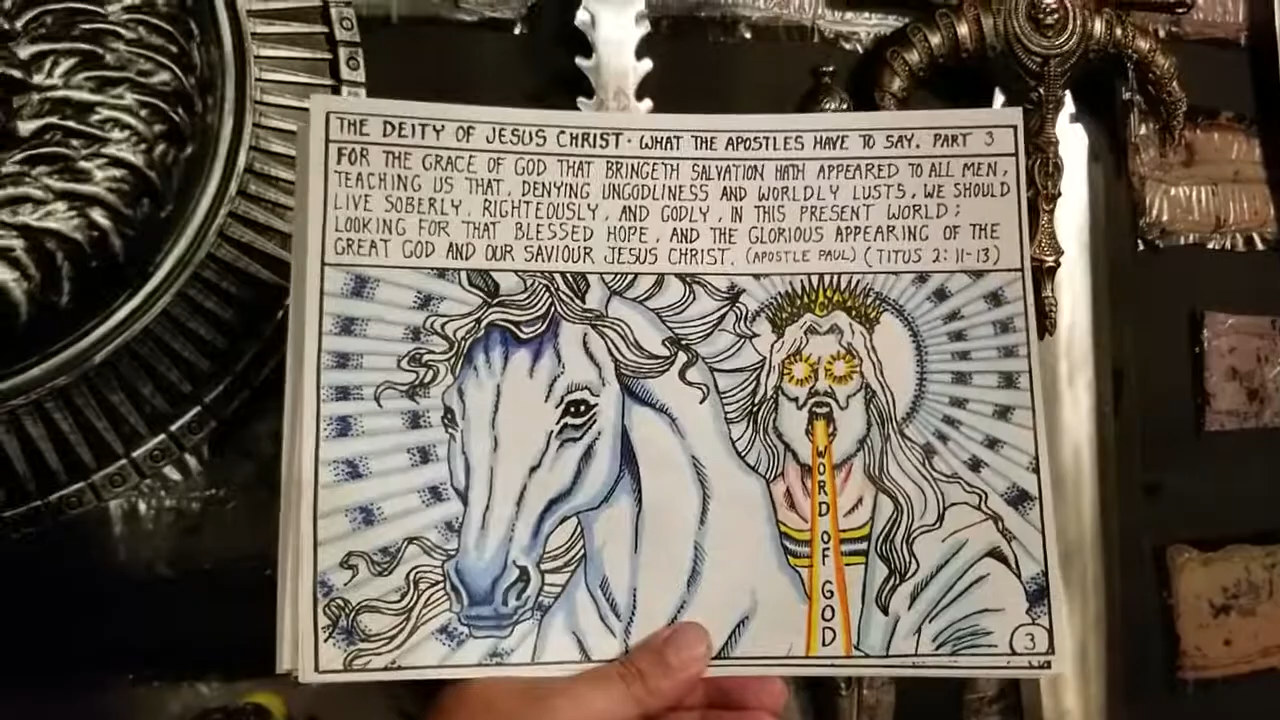 THE DEITY OF JESUS CHRIST · WHAT THE APOSTLES HAVE TO SAY. PART 3
FOR THE GRACE OF GOD THAT BRINGETH SALVATION HATH APPEARED TO ALL MEN,
TEACHING US THAT, DENYING UNGODLINESS AND WORLDLY LUSTS, WE SHOULD
LIVE SOBERLY, RIGHTEOUSLY, AND GODLY, IN THIS PRESENT WORLD;
LOOKING FOR THAT BLESSED HOPE, AND THE GLORIOUS APPEARING OF THE
GREAT GOD AND OUR SAVIOUR JESUS CHRIST. (APOSTLE PAUL) (TITUS 2:11-13)
WORD OF GOD
3